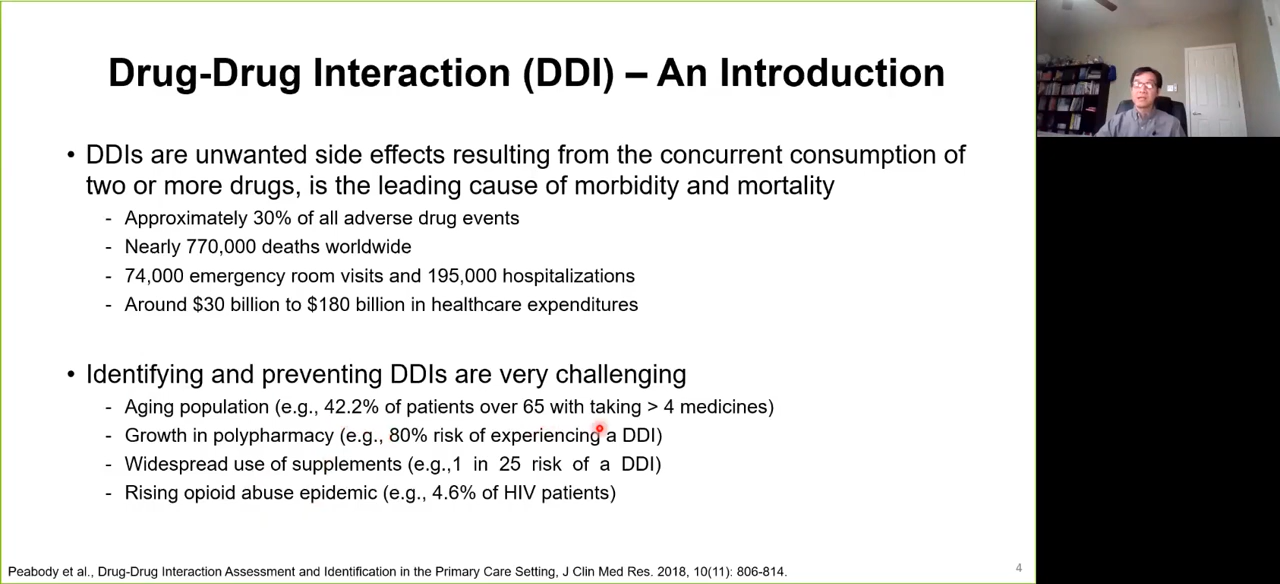 Drug-Drug Interaction (DDI) – An Introduction
• DDIs are unwanted side effects resulting from the concurrent consumption of
two or more drugs, is the leading cause of morbidity and mortality
- Approximately 30% of all adverse drug events
- Nearly 770,000 deaths worldwide
- 74,000 emergency room visits and 195,000 hospitalizations
- Around $30 billion to $180 billion in healthcare expenditures
• Identifying and preventing DDIs are very challenging
- Aging population (e.g., 42.2% of patients over 65 with taking > 4 medicines)
- Growth in polypharmacy (e.g., 80% risk of experiencing a DDI)
- Widespread use of supplements (e.g.,1 in 25 risk of a DDI)
- Rising opioid abuse epidemic (e.g., 4.6% of HIV patients)
Peabody et al., Drug-Drug Interaction Assessment and Identification in the Primary Care Setting, J Clin Med Res. 2018, 10(11): 806-814.
4